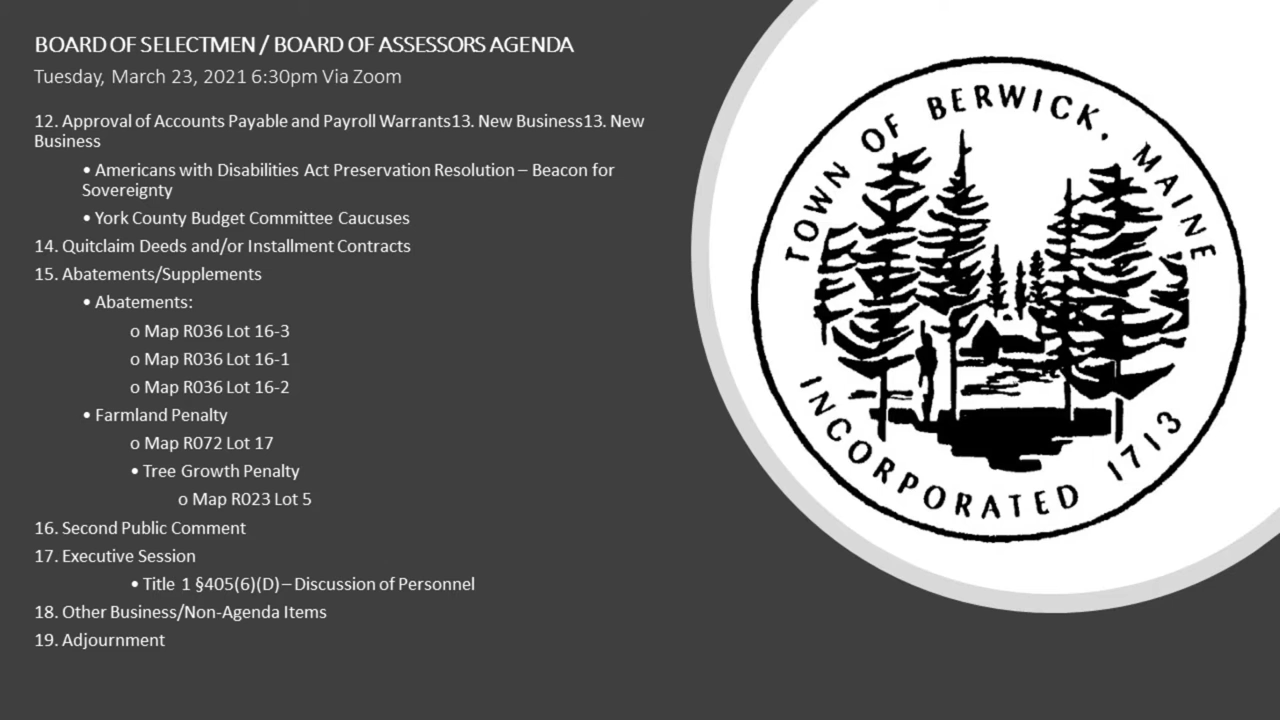 BOARD OF SELECTMEN / BOARD OF ASSESSORS AGENDA
Tuesday, March 23, 2021 6:30pm Via Zoom
12. Approval of Accounts Payable and Payroll Warrants13. New Business13. New
Business
• Americans with Disabilities Act Preservation Resolution – Beacon for
Sovereignty
• York County Budget Committee Caucuses
14. Quitclaim Deeds and/or Installment Contracts
15. Abatements/Supplements
• Abatements:
o Map R036 Lot 16-3
o Map R036 Lot 16-1
o Map R036 Lot 16-2
• Farmland Penalty
o Map R072 Lot 17
• Tree Growth Penalty
o Map R023 Lot 5
16. Second Public Comment
17. Executive Session
• Title 1 §405(6)(D) – Discussion of Personnel
18. Other Business/Non-Agenda Items
19. Adjournment
TOWN OF BERWICK, MAINE
INCORPORATED 1713